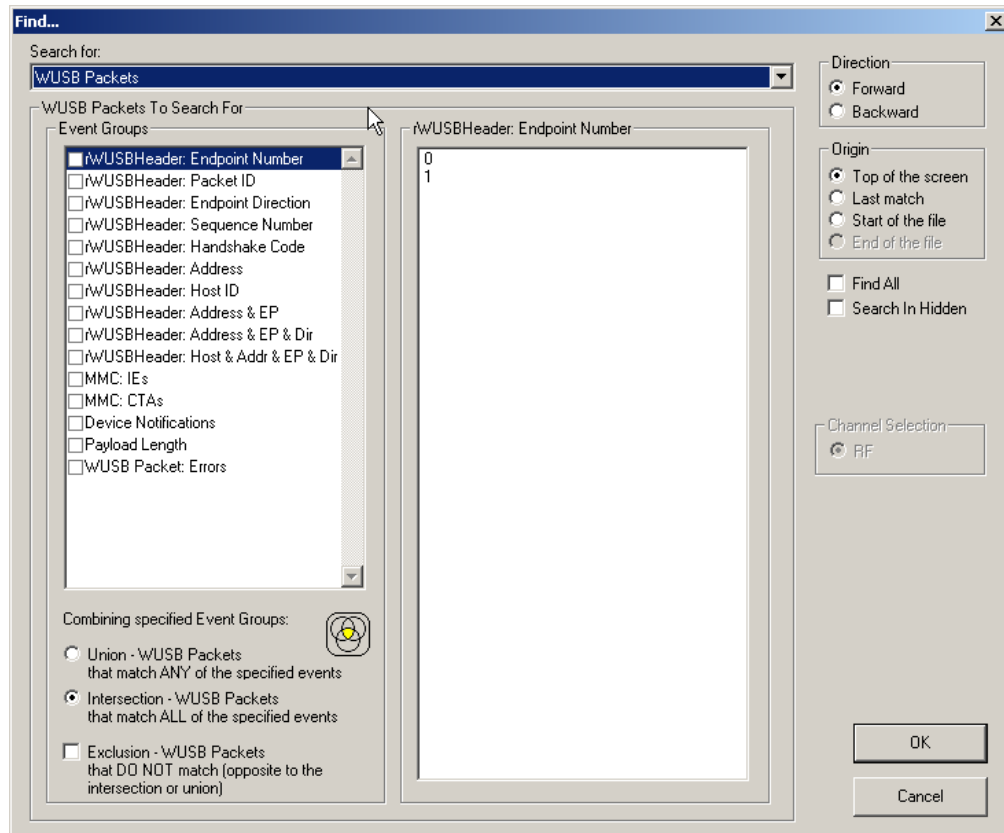 Find...
Search for:
WUSB Packets
WUSB Packets To Search For
Event Groups
rWUSBHeader: Endpoint Number
rWUSBHeader: Packet ID
rWUSBHeader: Endpoint Direction
rWUSBHeader: Sequence Number
rWUSBHeader: Handshake Code
rWUSBHeader: Address
rWUSBHeader: Host ID
rWUSBHeader: Address & EP
rWUSBHeader: Address & EP & Dir
rWUSBHeader: Host & Addr & EP & Dir
MMC: IEs
MMC: CTAs
Device Notifications
Payload Length
WUSB Packet: Errors
Combining specified Event Groups:
Union - WUSB Packets
that match ANY of the specified events
Intersection - WUSB Packets
that match ALL of the specified events
Exclusion - WUSB Packets
that DO NOT match (opposite to the
intersection or union)
rWUSBHeader: Endpoint Number
0
1
Direction
Forward
Backward
Origin
Top of the screen
Last match
Start of the file
End of the file
Find All
Search In Hidden
Channel Selection
RF
OK
Cancel